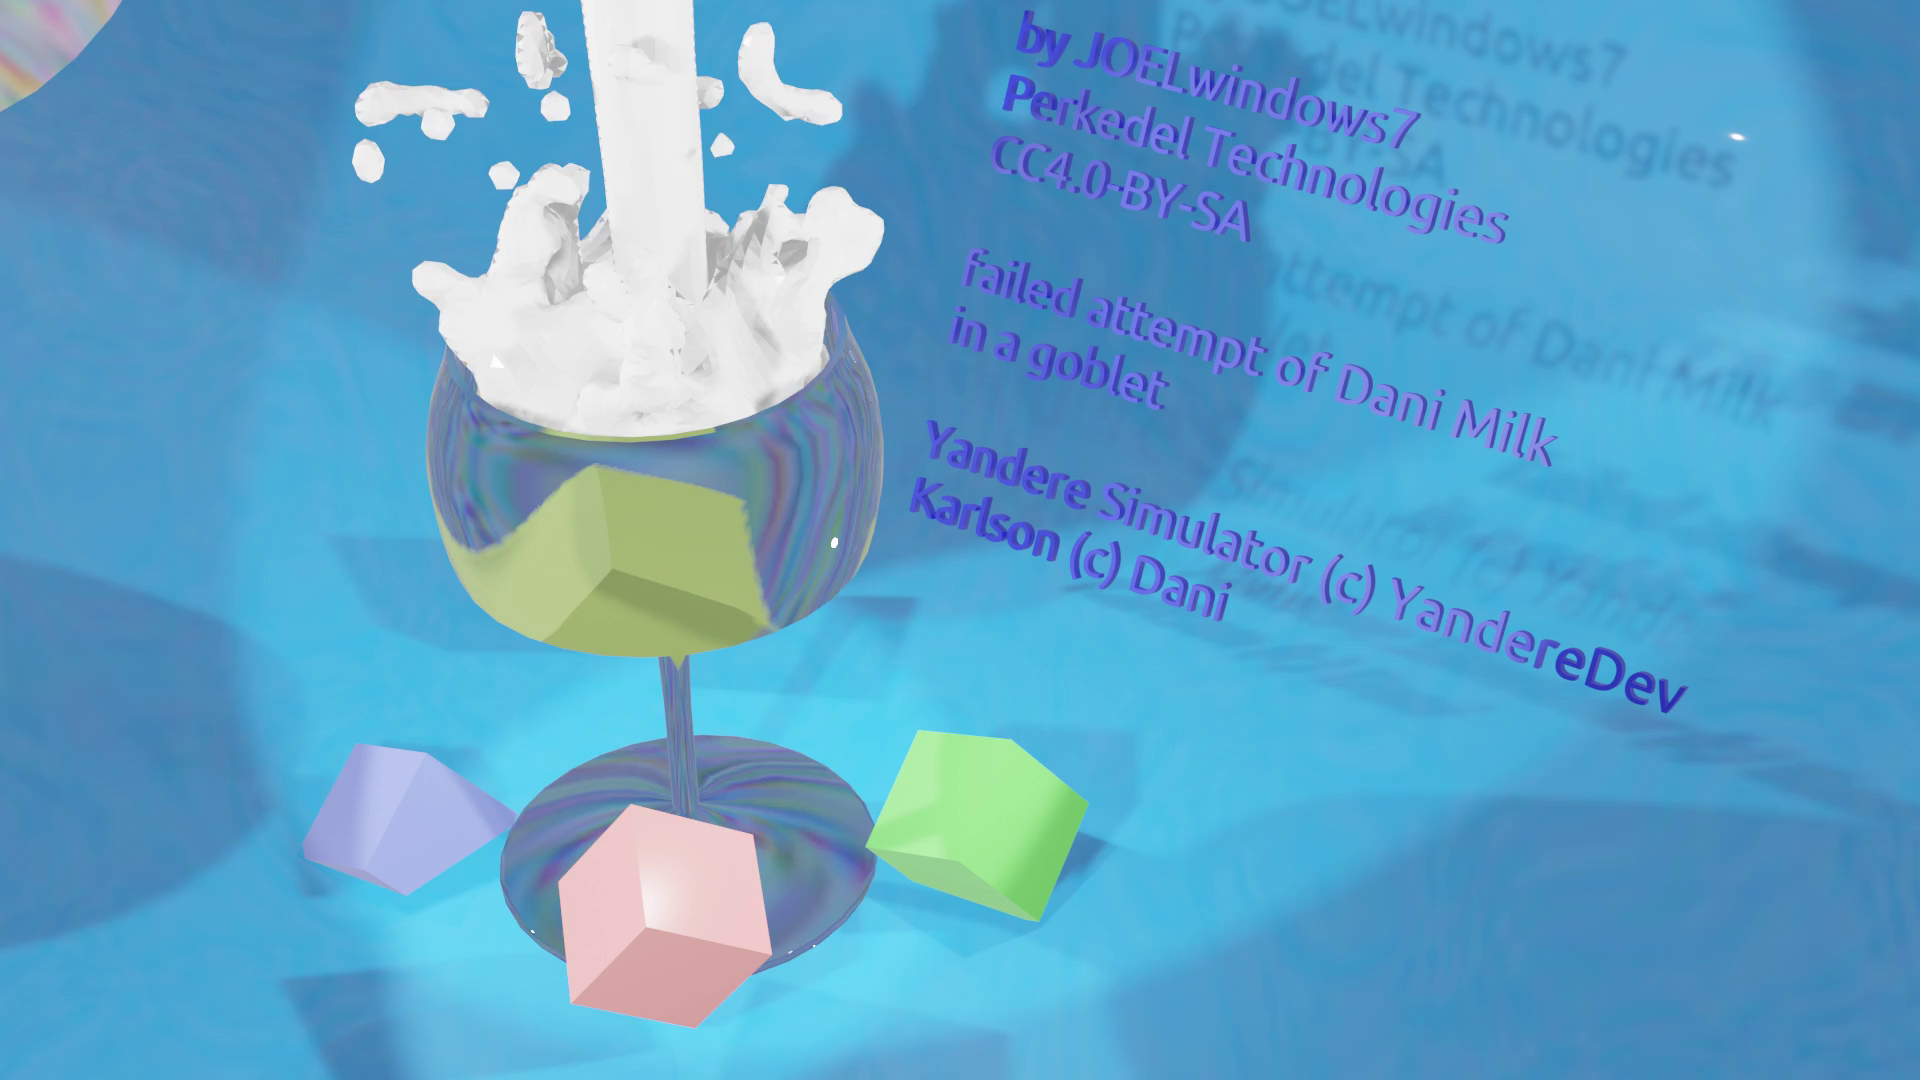 by JOELwindows7
Perkedel Technologies
CC4.0-BY-SA
failed attempt of Dani Milk
in a goblet
Yandere Simulator (c) YandereDev
Karlson (c) Dani